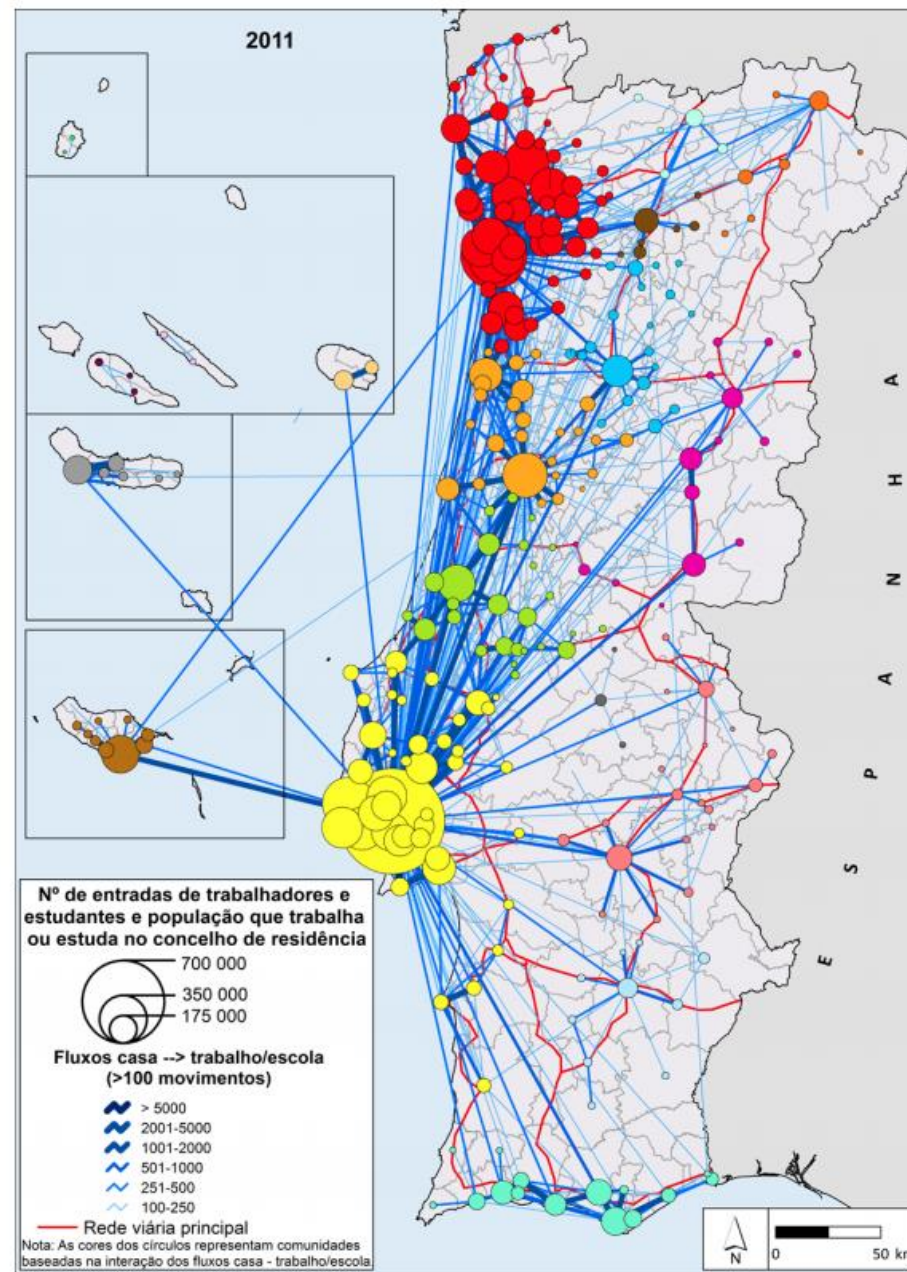 2011
A
H
N
A
P
S
E
Nº de entradas de trabalhadores e
estudantes e população que trabalha
ou estuda no concelho de residência
700 000
350 000
175 000
Fluxos casa --> trabalho/escola
(>100 movimentos)
> 5000
2001-5000
1001-2000
501-1000
251-500
100-250
Rede viária principal
Nota: As cores dos círculos representam comunidades
baseadas na interação dos fluxos casa - trabalho/escola.
N
0 50 km